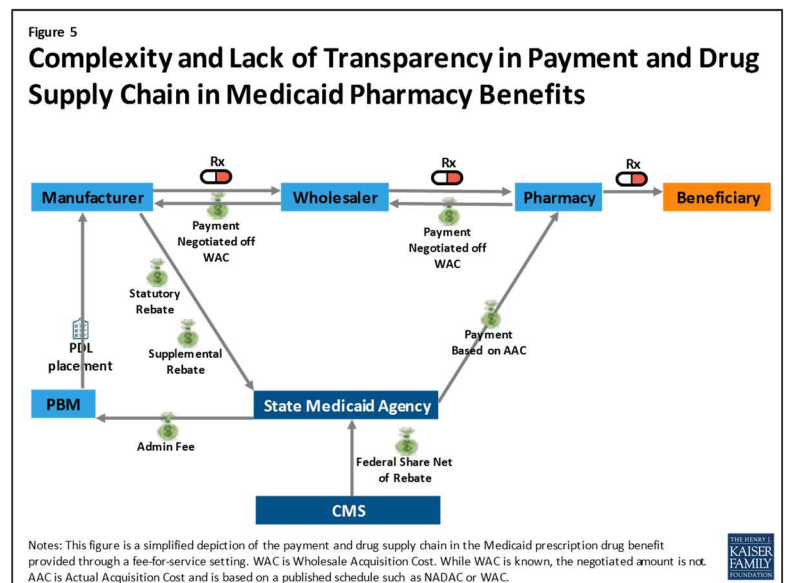 Figure 5
Complexity and Lack of Transparency in Payment and Drug
Supply Chain in Medicaid Pharmacy Benefits
Rx
Rx
Rx
Manufacturer
Wholesaler
Pharmacy
Beneficiary
Payment
Negotiated off
WAC
Payment
Negotiated off
WAC
Statutory
Rebate
Supplemental
Rebate
Payment
Based on AAC
PDL
placement
PBM
State Medicaid Agency
Admin Fee
Federal Share Net
of Rebate
CMS
Notes: This figure is a simplified depiction of the payment and drug supply chain in the Medicaid prescription drug benefit
provided through a fee-for-service setting. WAC is Wholesale Acquisition Cost. While WAC is known, the negotiated amount is not.
AAC is Actual Acquisition Cost and is based on a published schedule such as NADAC or WAC.
THE HENRY J.
KAISER
FAMILY
FOUNDATION